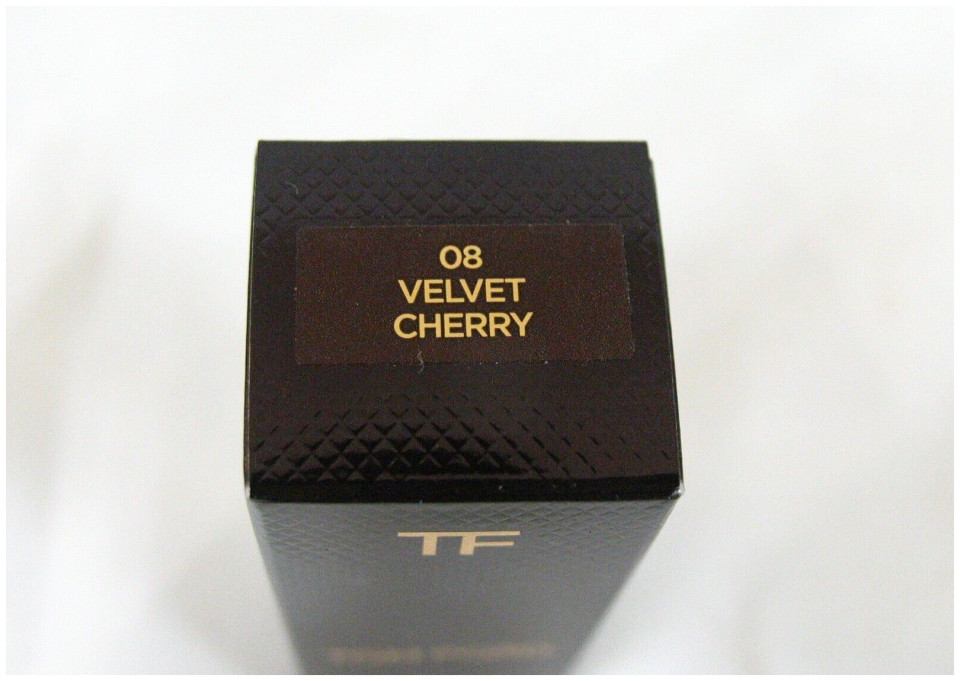 08
VELVET
CHERRY
TF